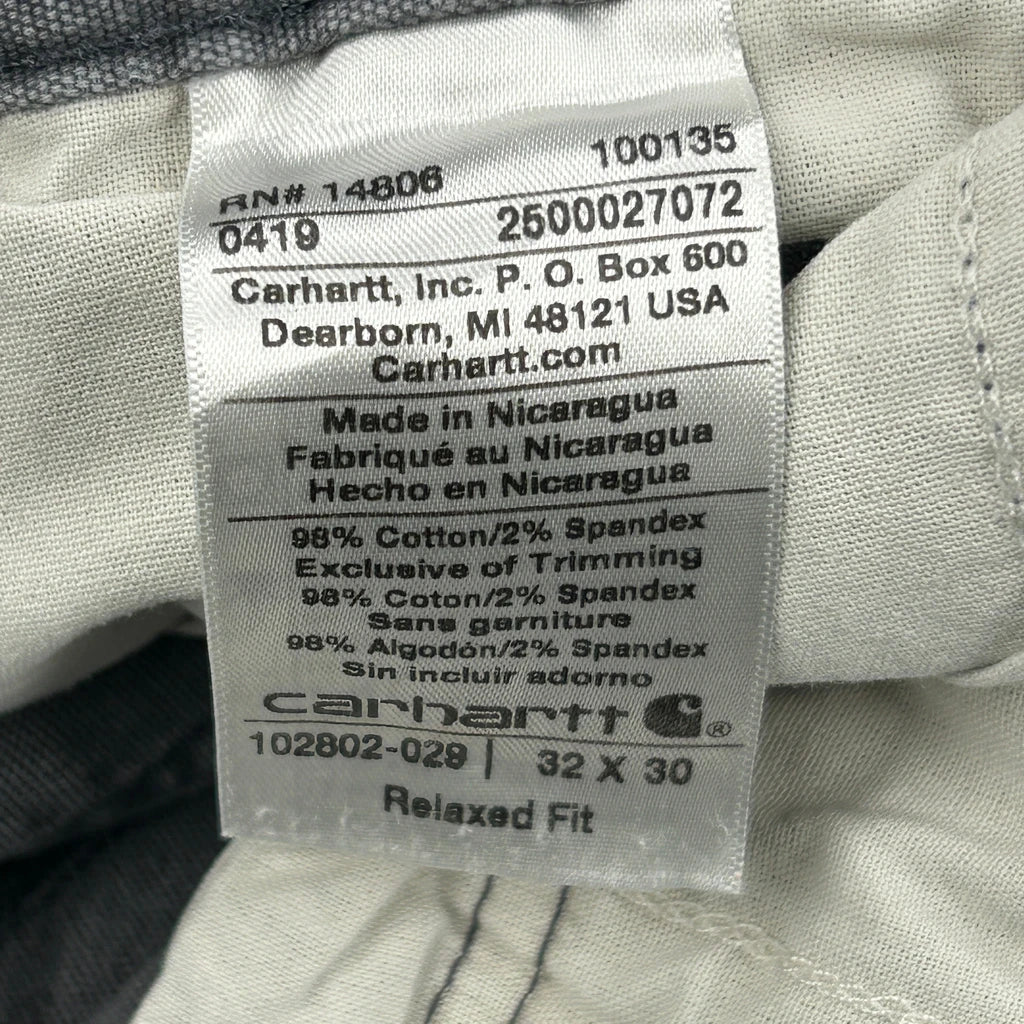 RN# 14806 100135
0419 2500027072
Carhartt, Inc. P. O. Box 600
Dearborn, MI 48121 USA
Carhartt.com
Made in Nicaragua
Fabriqué au Nicaragua
Hecho en Nicaragua
98% Cotton/2% Spandex
Exclusive of Trimming
98% Coton/2% Spandex
Sans garniture
98% Algodón/2% Spandex
Sin incluir adorno
carhartt ®
102802-029 | 32 X 30
Relaxed Fit